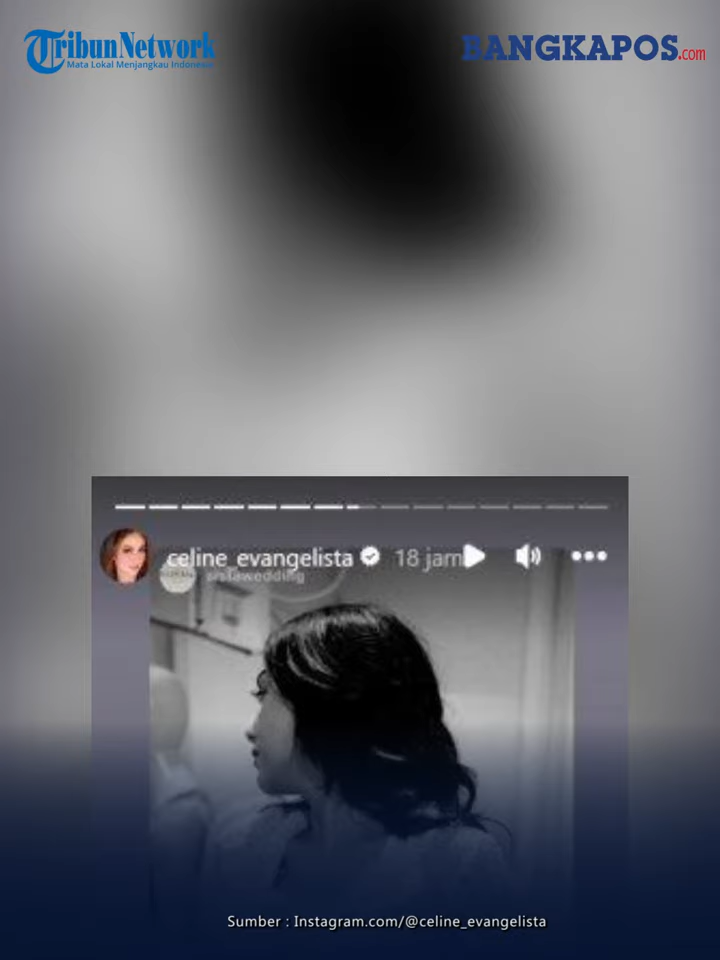 TribunNetwork
Mata Lokal Menjangkau Indonesia
BANGKAPOS.com
celine_evangelista 18 jam
Sumber : Instagram.com/@celine_evangelista